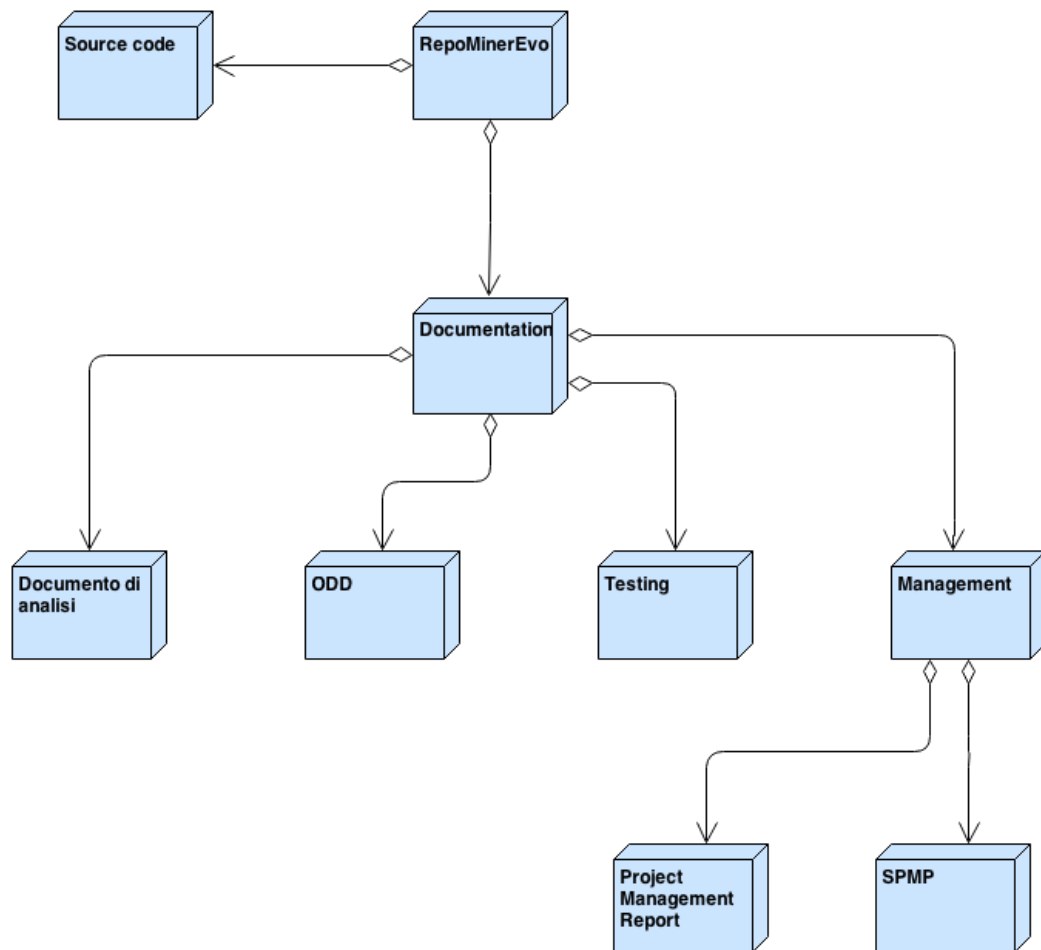 Source code
RepoMinerEvo
Documentation
Documento di
analisi
ODD
Testing
Management
Project
Management
Report
SPMP